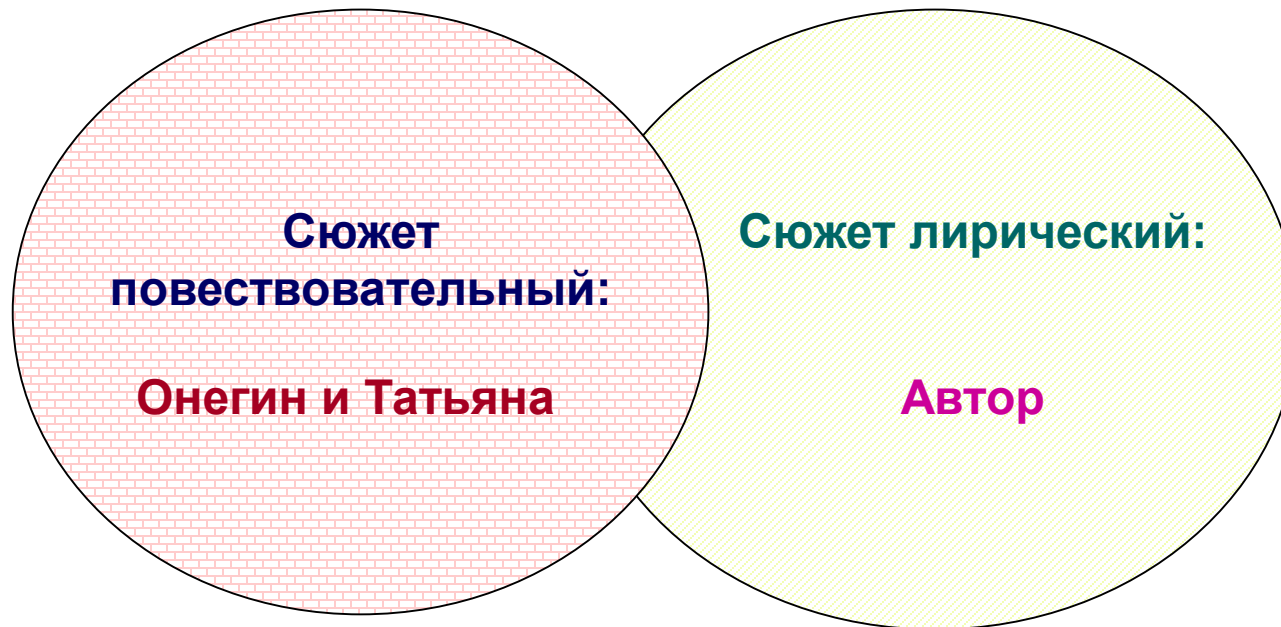 Сюжет
повествовательный:
Онегин и Татьяна
Сюжет лирический:
Автор